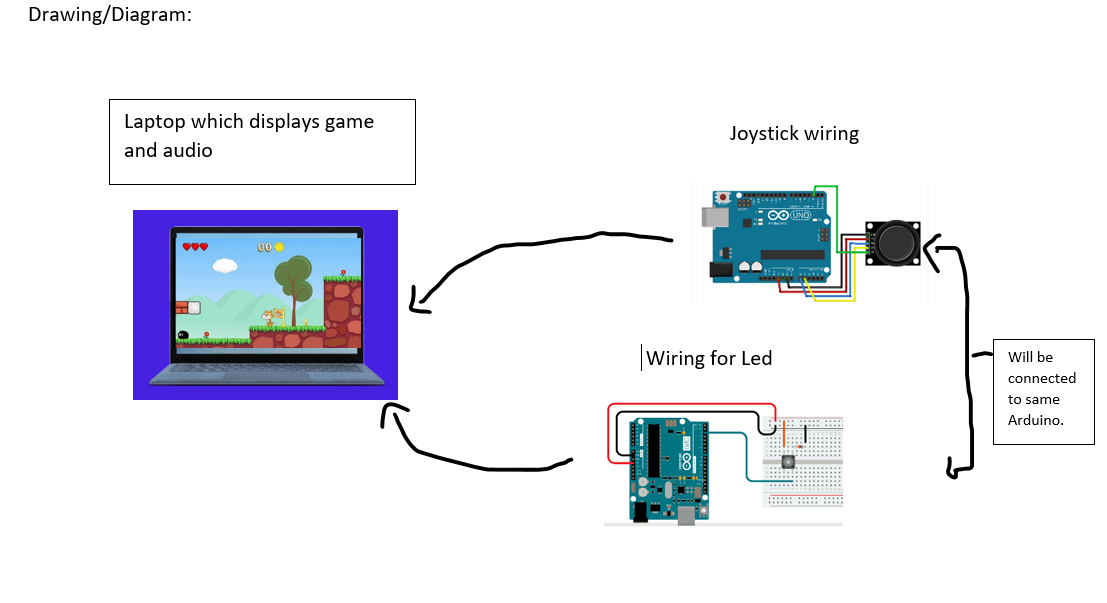 Drawing/Diagram:
Laptop which displays game
and audio
Joystick wiring
00
UNO
Wiring for Led
Will be
connected
to same
Arduino.